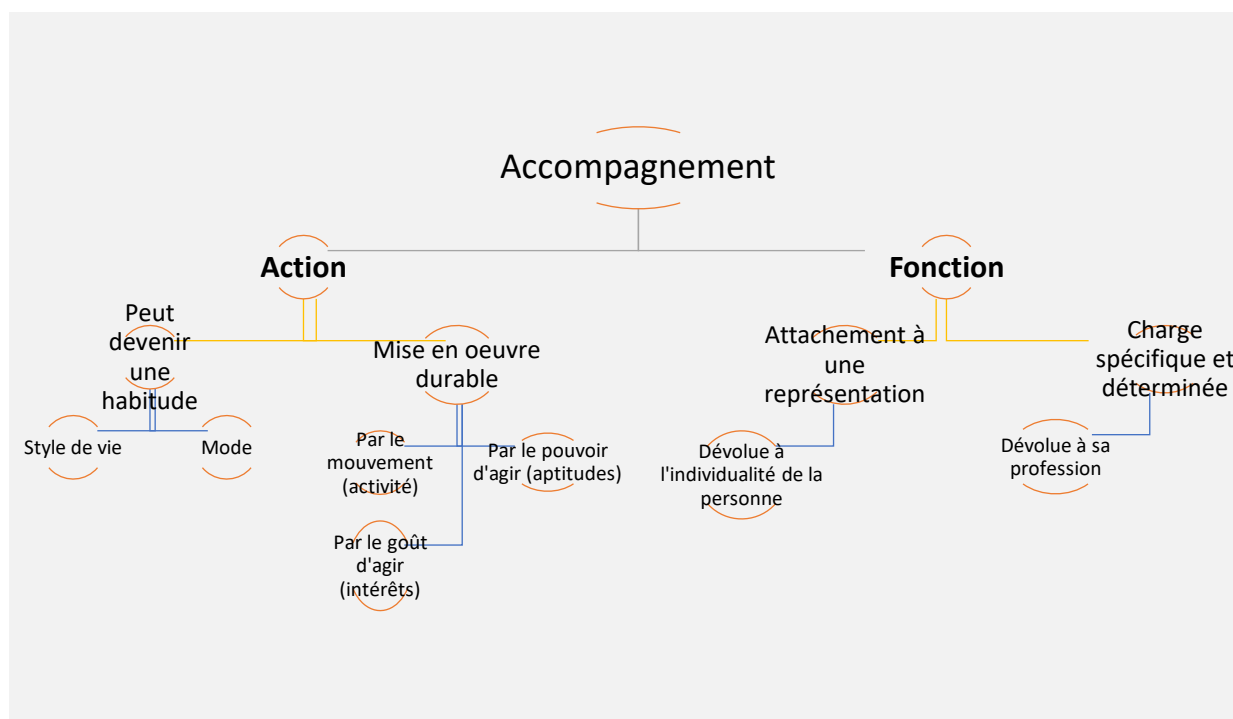 Accompagnement
Action
Fonction
Peut
devenir
une
habitude
Mise en oeuvre
durable
Attachement à
une
représentation
Charge
spécifique et
déterminée
Style de vie
Mode
Par le
mouvement
(activité)
Par le pouvoir
d'agir (aptitudes)
Par le goût
d'agir
(intérêts)
Dévolue à
l'individualité de la
personne
Dévolue à sa
profession